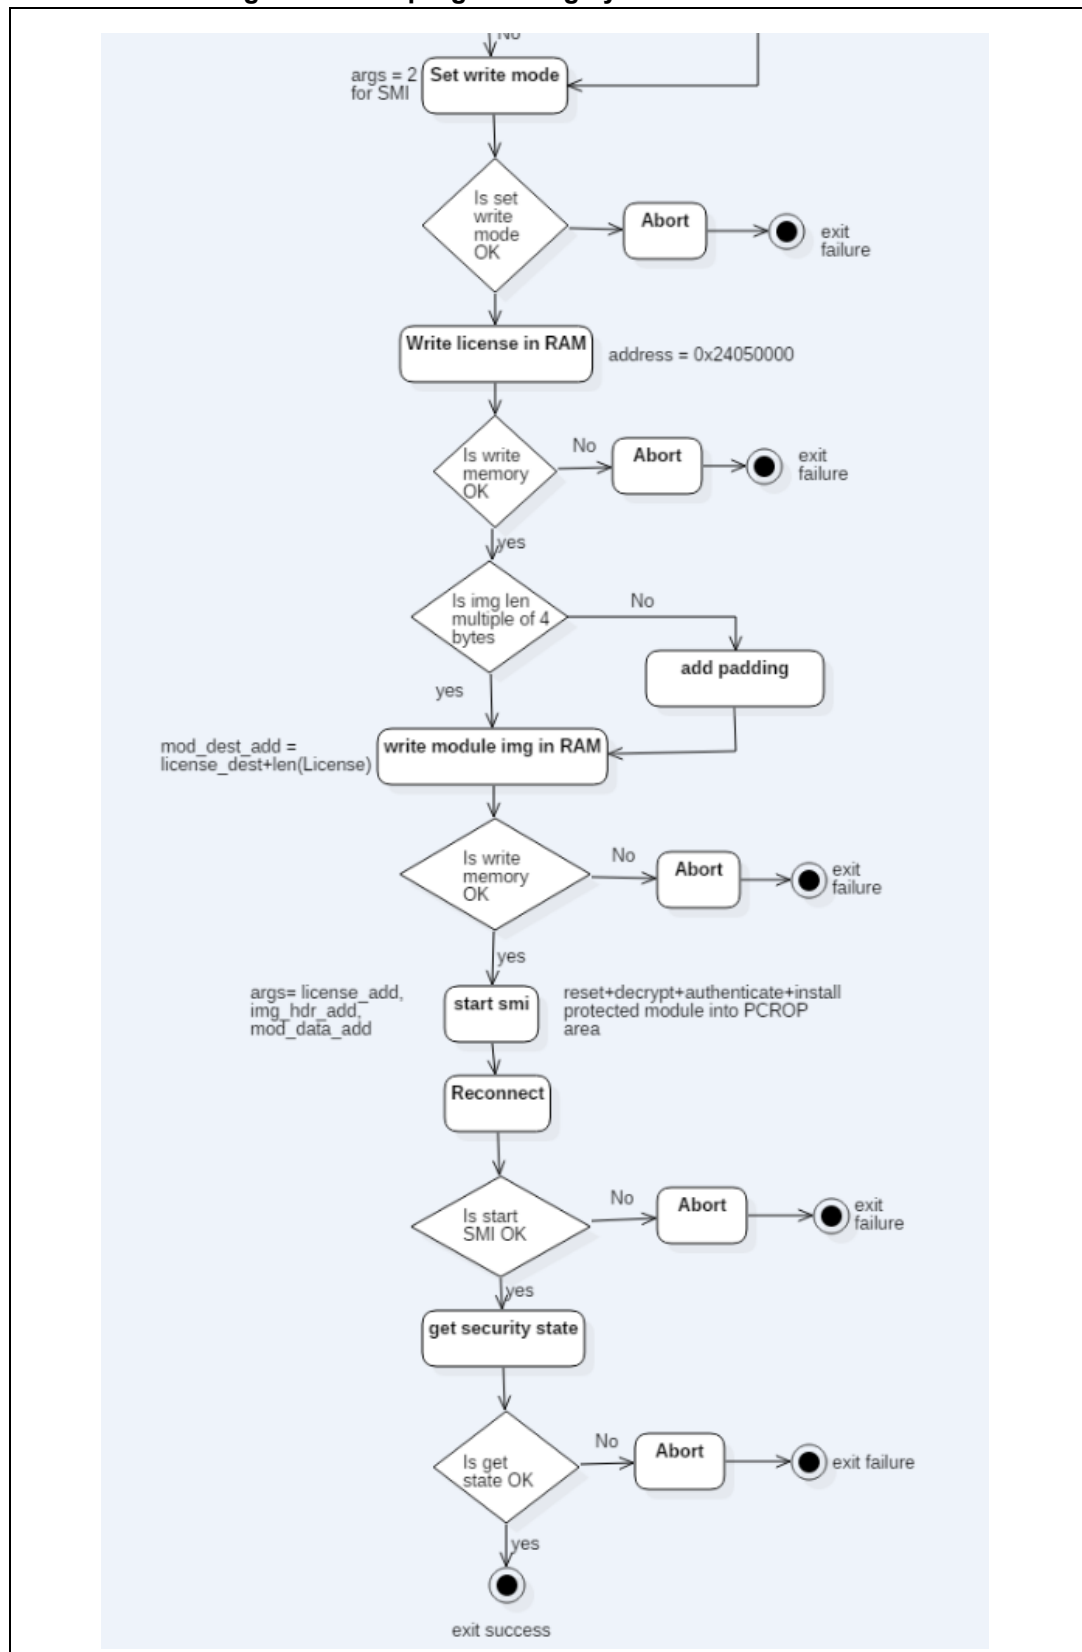 No
args = 2
for SMI
Set write mode
Is set
write
mode
OK
Abort
exit
failure
Write license in RAM
address = 0x24050000
Is write
memory
OK
No
Abort
exit
failure
yes
Is img len
multiple of 4
bytes
No
add padding
yes
mod_dest_add =
license_dest+len(License)
write module img in RAM
Is write
memory
OK
No
Abort
exit
failure
yes
args= license_add,
img_hdr_add,
mod_data_add
start smi
reset+decrypt+authenticate+install
protected module into PCROP
area
Reconnect
Is start
SMI OK
No
Abort
exit
failure
yes
get security state
Is get
state OK
No
Abort
exit failure
yes
exit success